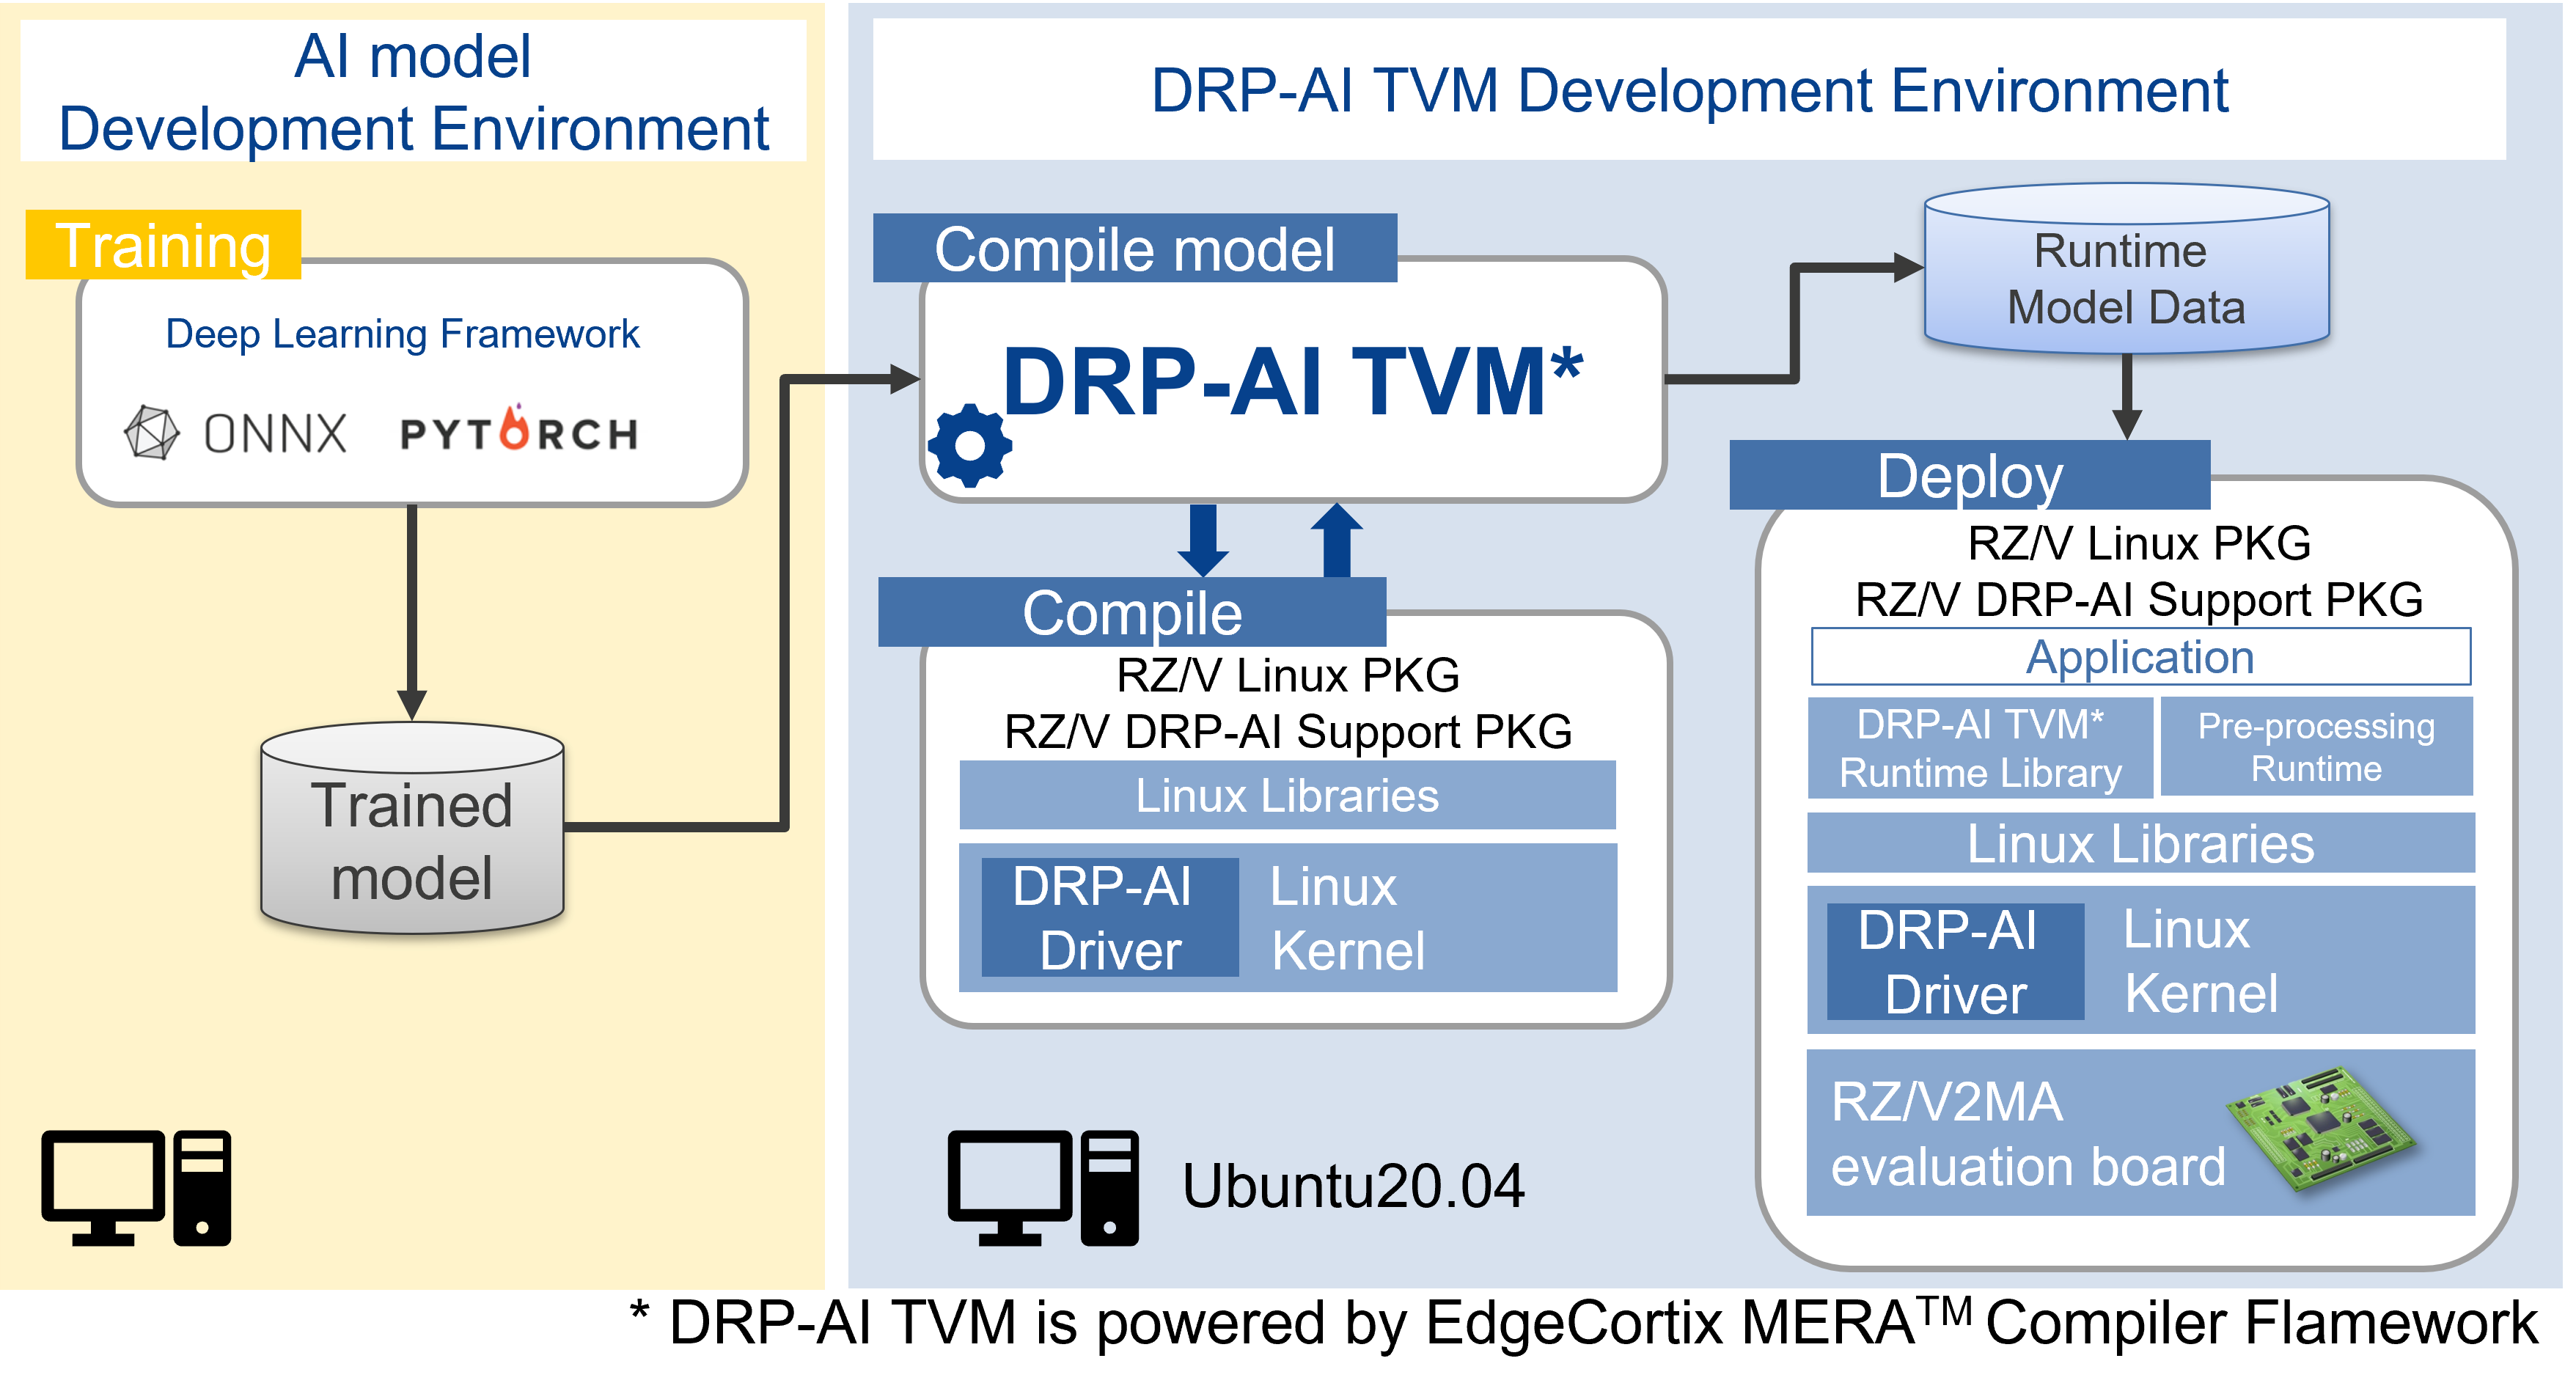 AI model
Development Environment
DRP-AI TVM Development Environment
Training
Deep Learning Framework
ONNX
PYTORCH
Trained
model
Compile model
DRP-AI TVM*
Runtime
Model Data
Compile
RZ/V Linux PKG
RZ/V DRP-AI Support PKG
Linux Libraries
DRP-AI
Driver
Linux
Kernel
Deploy
RZ/V Linux PKG
RZ/V DRP-AI Support PKG
Application
DRP-AI TVM*
Runtime Library
Pre-processing
Runtime
Linux Libraries
DRP-AI
Driver
Linux
Kernel
RZ/V2MA
evaluation board
Ubuntu20.04
* DRP-AI TVM is powered by EdgeCortix MERA™ Compiler Flamework